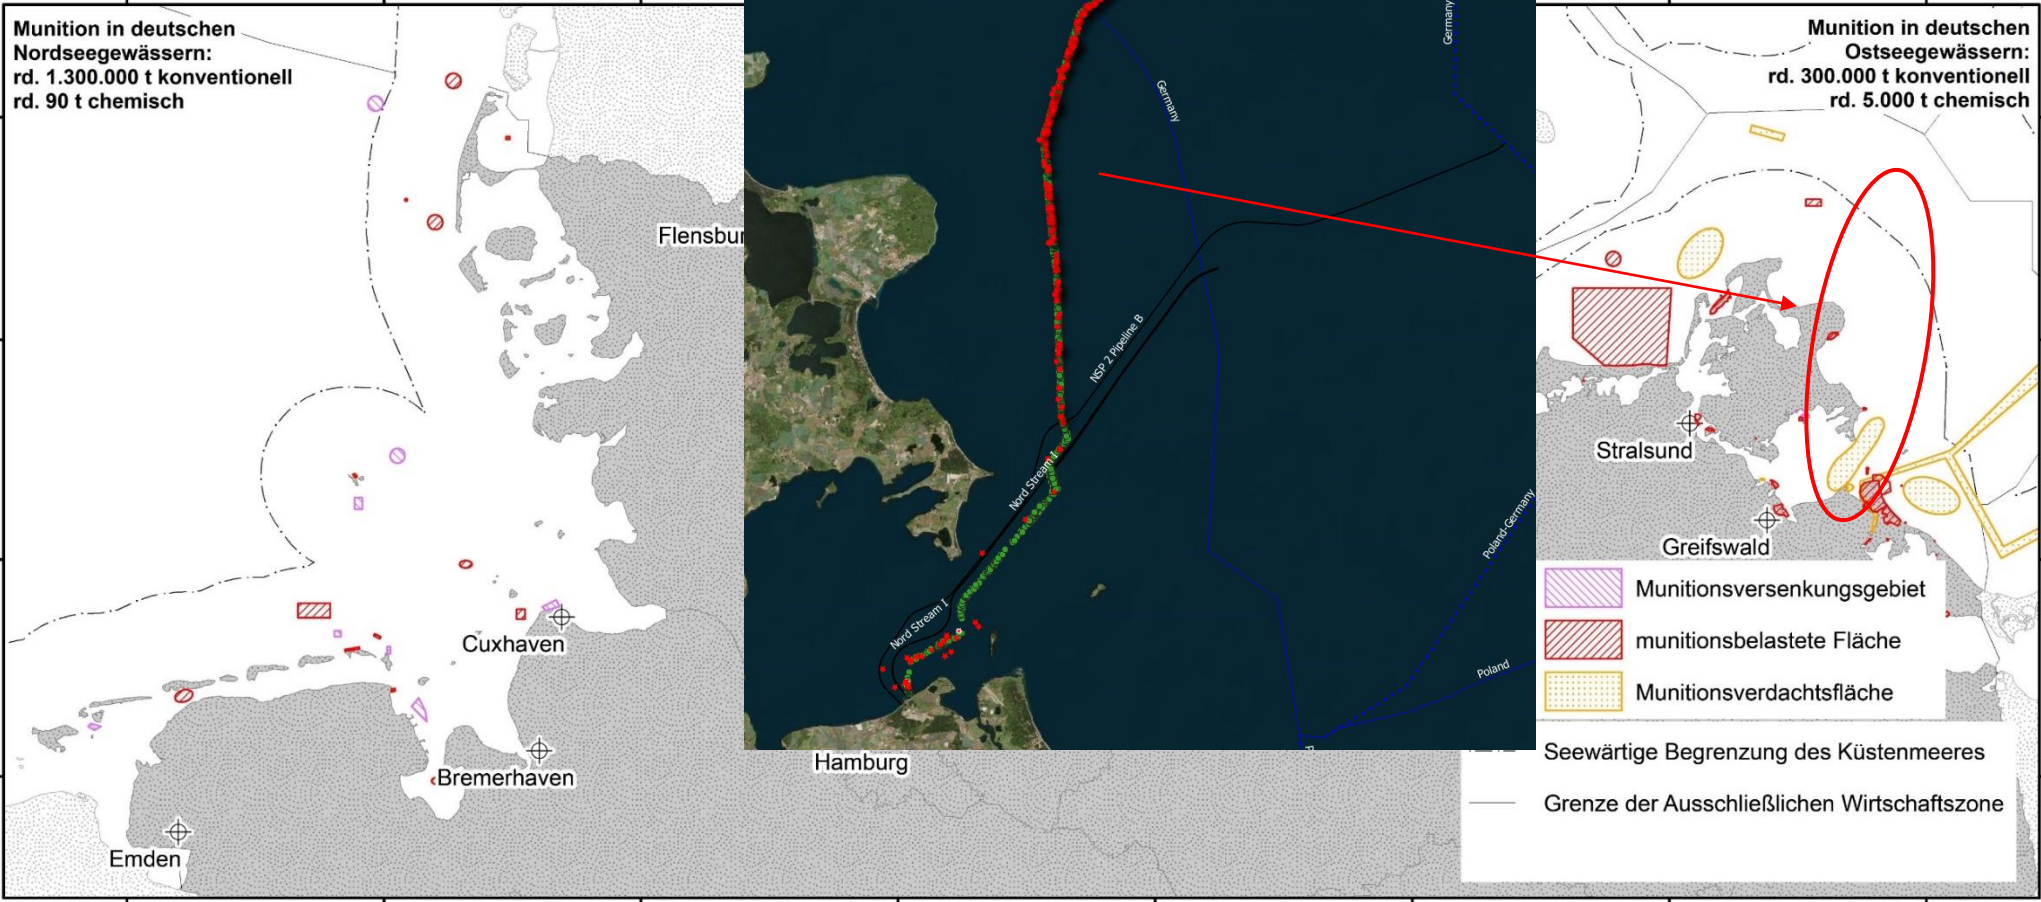 Munition in deutschen
Nordseegewässern:
rd. 1.300.000 t konventionell
rd. 90 t chemisch
Munition in deutschen
Ostseegewässern:
rd. 300.000 t konventionell
rd. 5.000 t chemisch
Germany
Germany
Flensbur
NSP 2 Pipeline B
Nord Stream I
Nord Stream I
Poland-Germany
Poland
Stralsund
Greifswald
Cuxhaven
Bremerhaven
Emden
Hamburg
Munitionsversenkungsgebiet
munitionsbelastete Fläche
Munitionsverdachtsfläche
Seewärtige Begrenzung des Küstenmeeres
Grenze der Ausschließlichen Wirtschaftszone